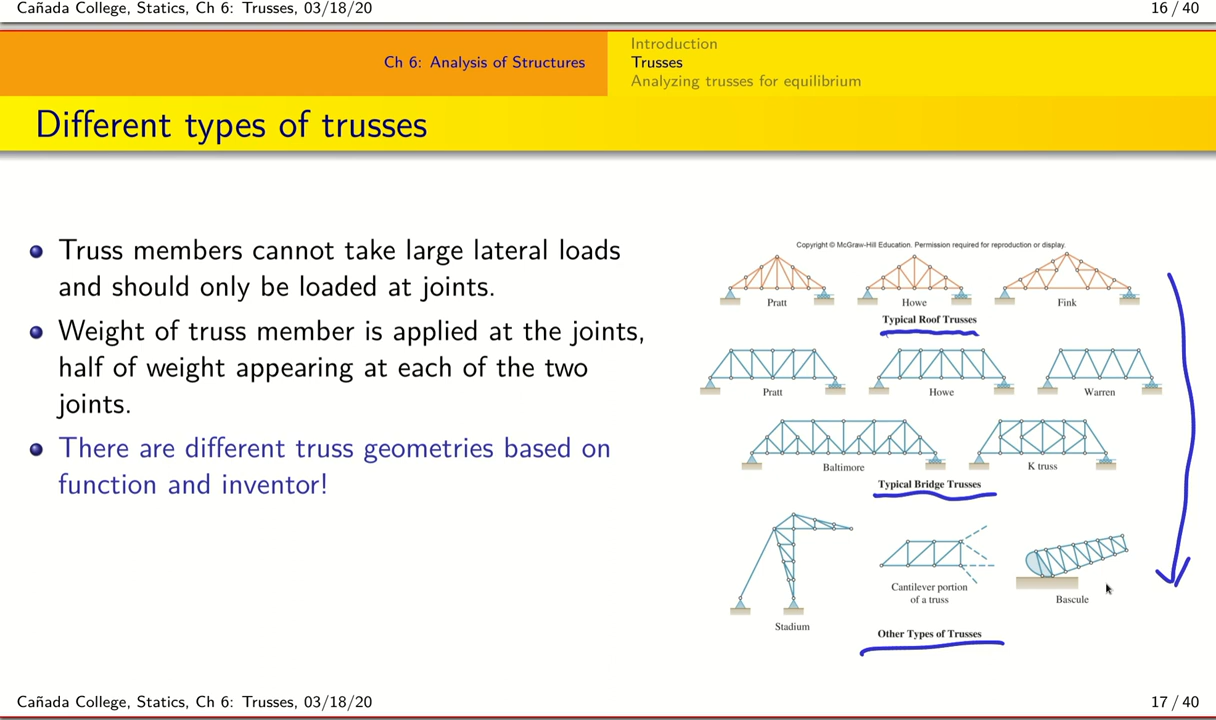 Cañada College, Statics, Ch 6: Trusses, 03/18/20 16 / 40
Ch 6: Analysis of Structures
Introduction
Trusses
Analyzing trusses for equilibrium
Different types of trusses
Truss members cannot take large lateral loads
and should only be loaded at joints.
Weight of truss member is applied at the joints,
half of weight appearing at each of the two
joints.
There are different truss geometries based on
function and inventor!
Copyright © McGraw-Hill Education. Permission required for reproduction or display.
Pratt Howe Fink
Typical Roof Trusses
Pratt Howe Warren
Baltimore K truss
Typical Bridge Trusses
Stadium
Cantilever portion
of a truss
Bascule
Other Types of Trusses
Cañada College, Statics, Ch 6: Trusses, 03/18/20 17 / 40